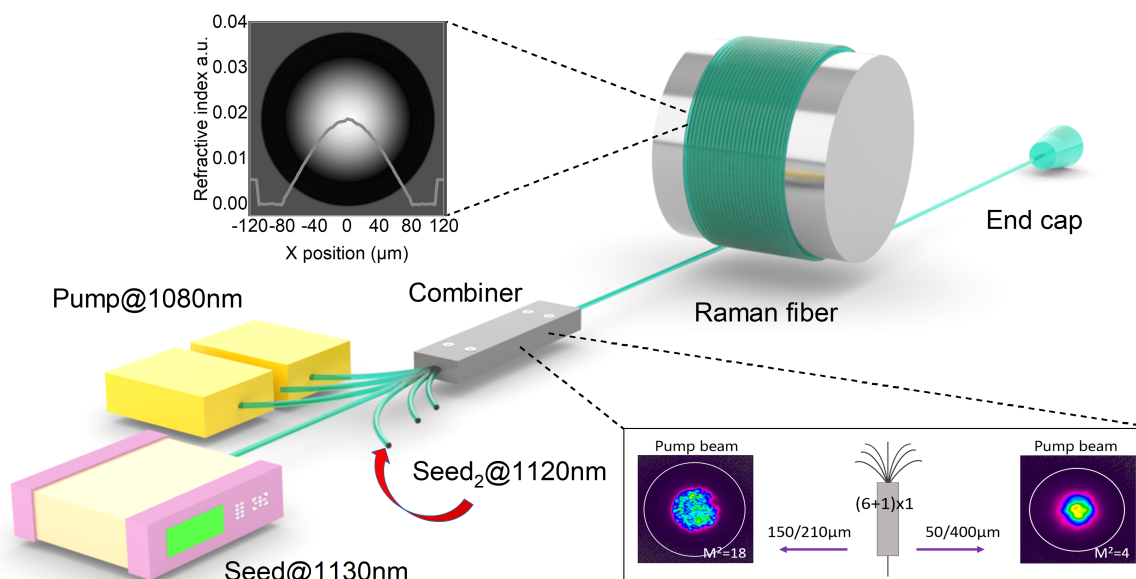 0.04
0.03
0.02
0.01
0.00
Refractive index a.u.
-120 -80 -40 0 40 80 120
X position (μm)
End cap
Raman fiber
Combiner
Pump@1080nm
Seed₂@1120nm
Seed@1130nm
Pump beam
M²=18
(6+1)x1
150/210μm
50/400μm
Pump beam
M²=4